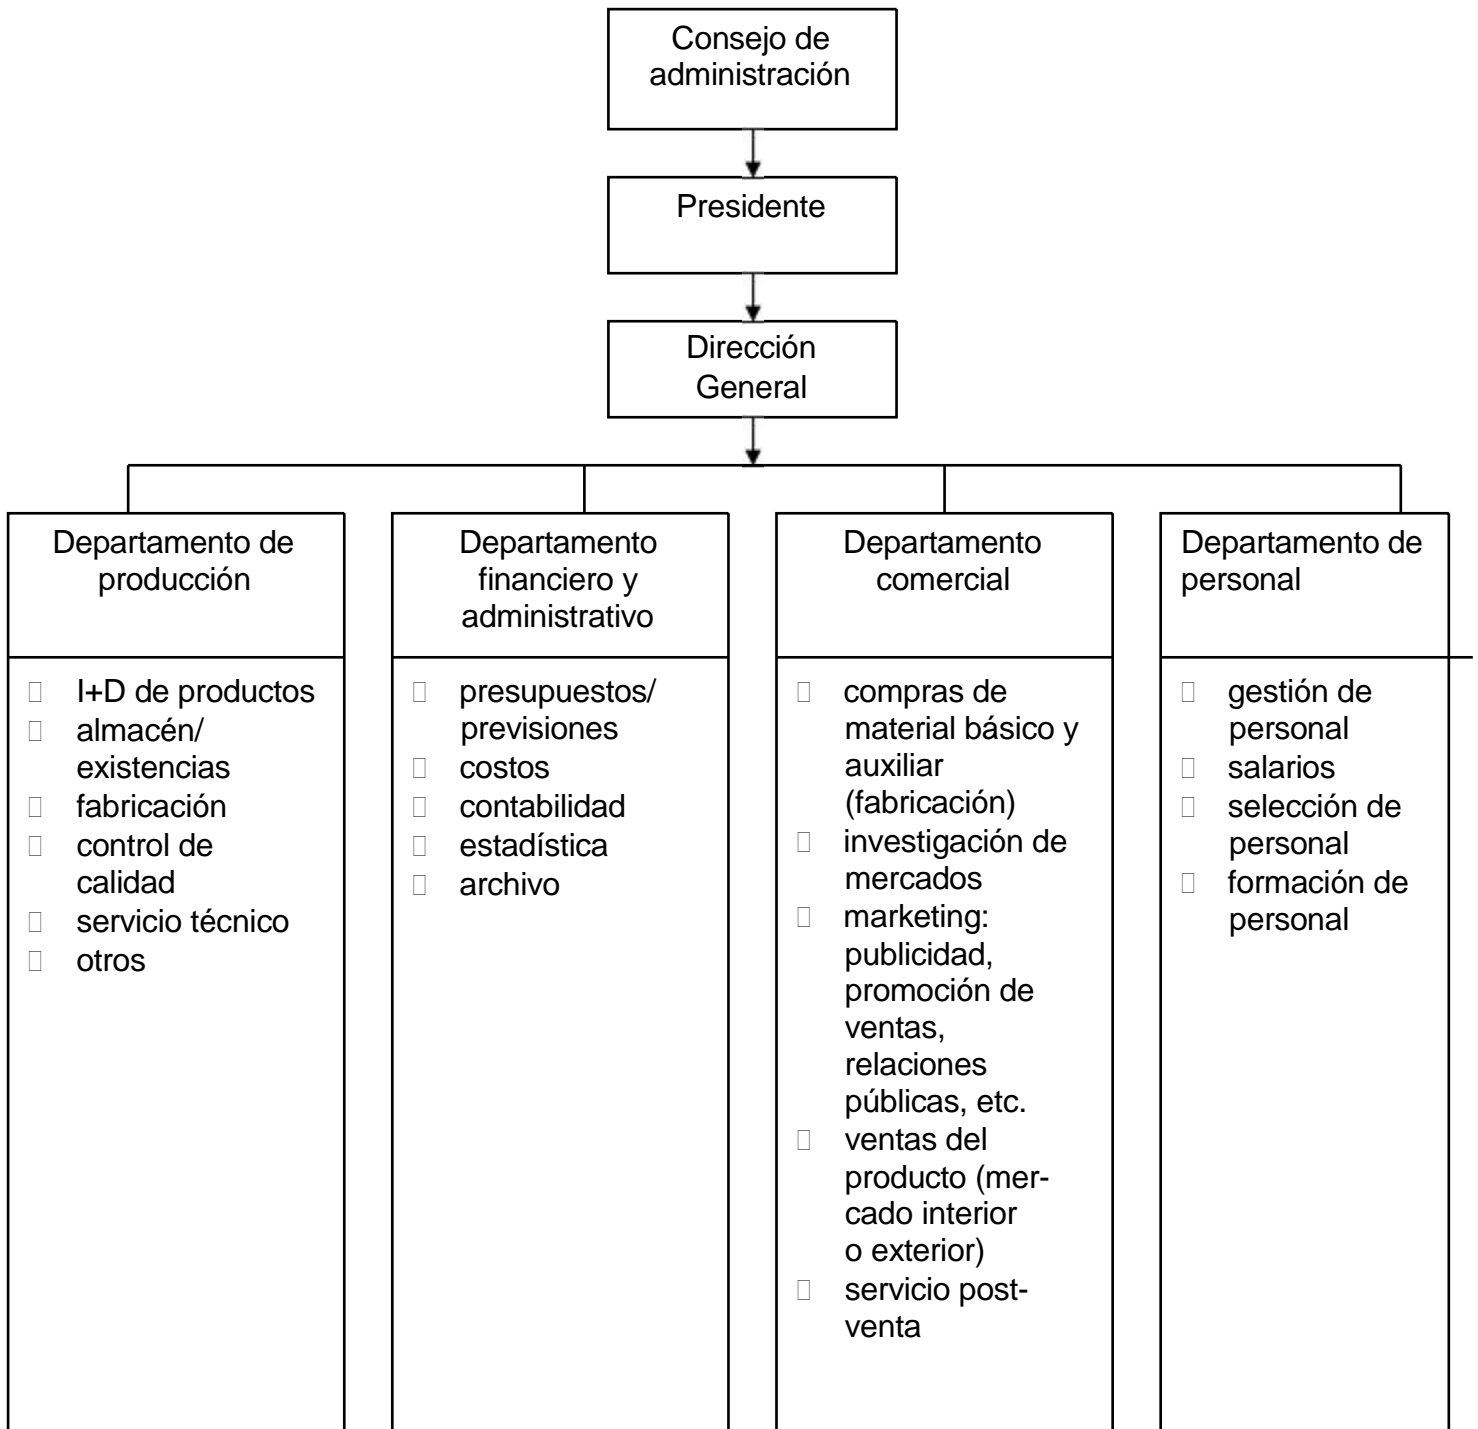 Consejo de
administración
Presidente
Dirección
General
Departamento de
producción
I+D de productos
almacén/
existencias
fabricación
control de
calidad
servicio técnico
otros
Departamento
financiero y
administrativo
presupuestos/
previsiones
costos
contabilidad
estadística
archivo
Departamento
comercial
compras de
material básico y
auxiliar
(fabricación)
investigación de
mercados
marketing:
publicidad,
promoción de
ventas,
relaciones
públicas, etc.
ventas del
producto (mer-
cado interior
o exterior)
servicio post-
venta
Departamento de
personal
gestión de
personal
salarios
selección de
personal
formación de
personal